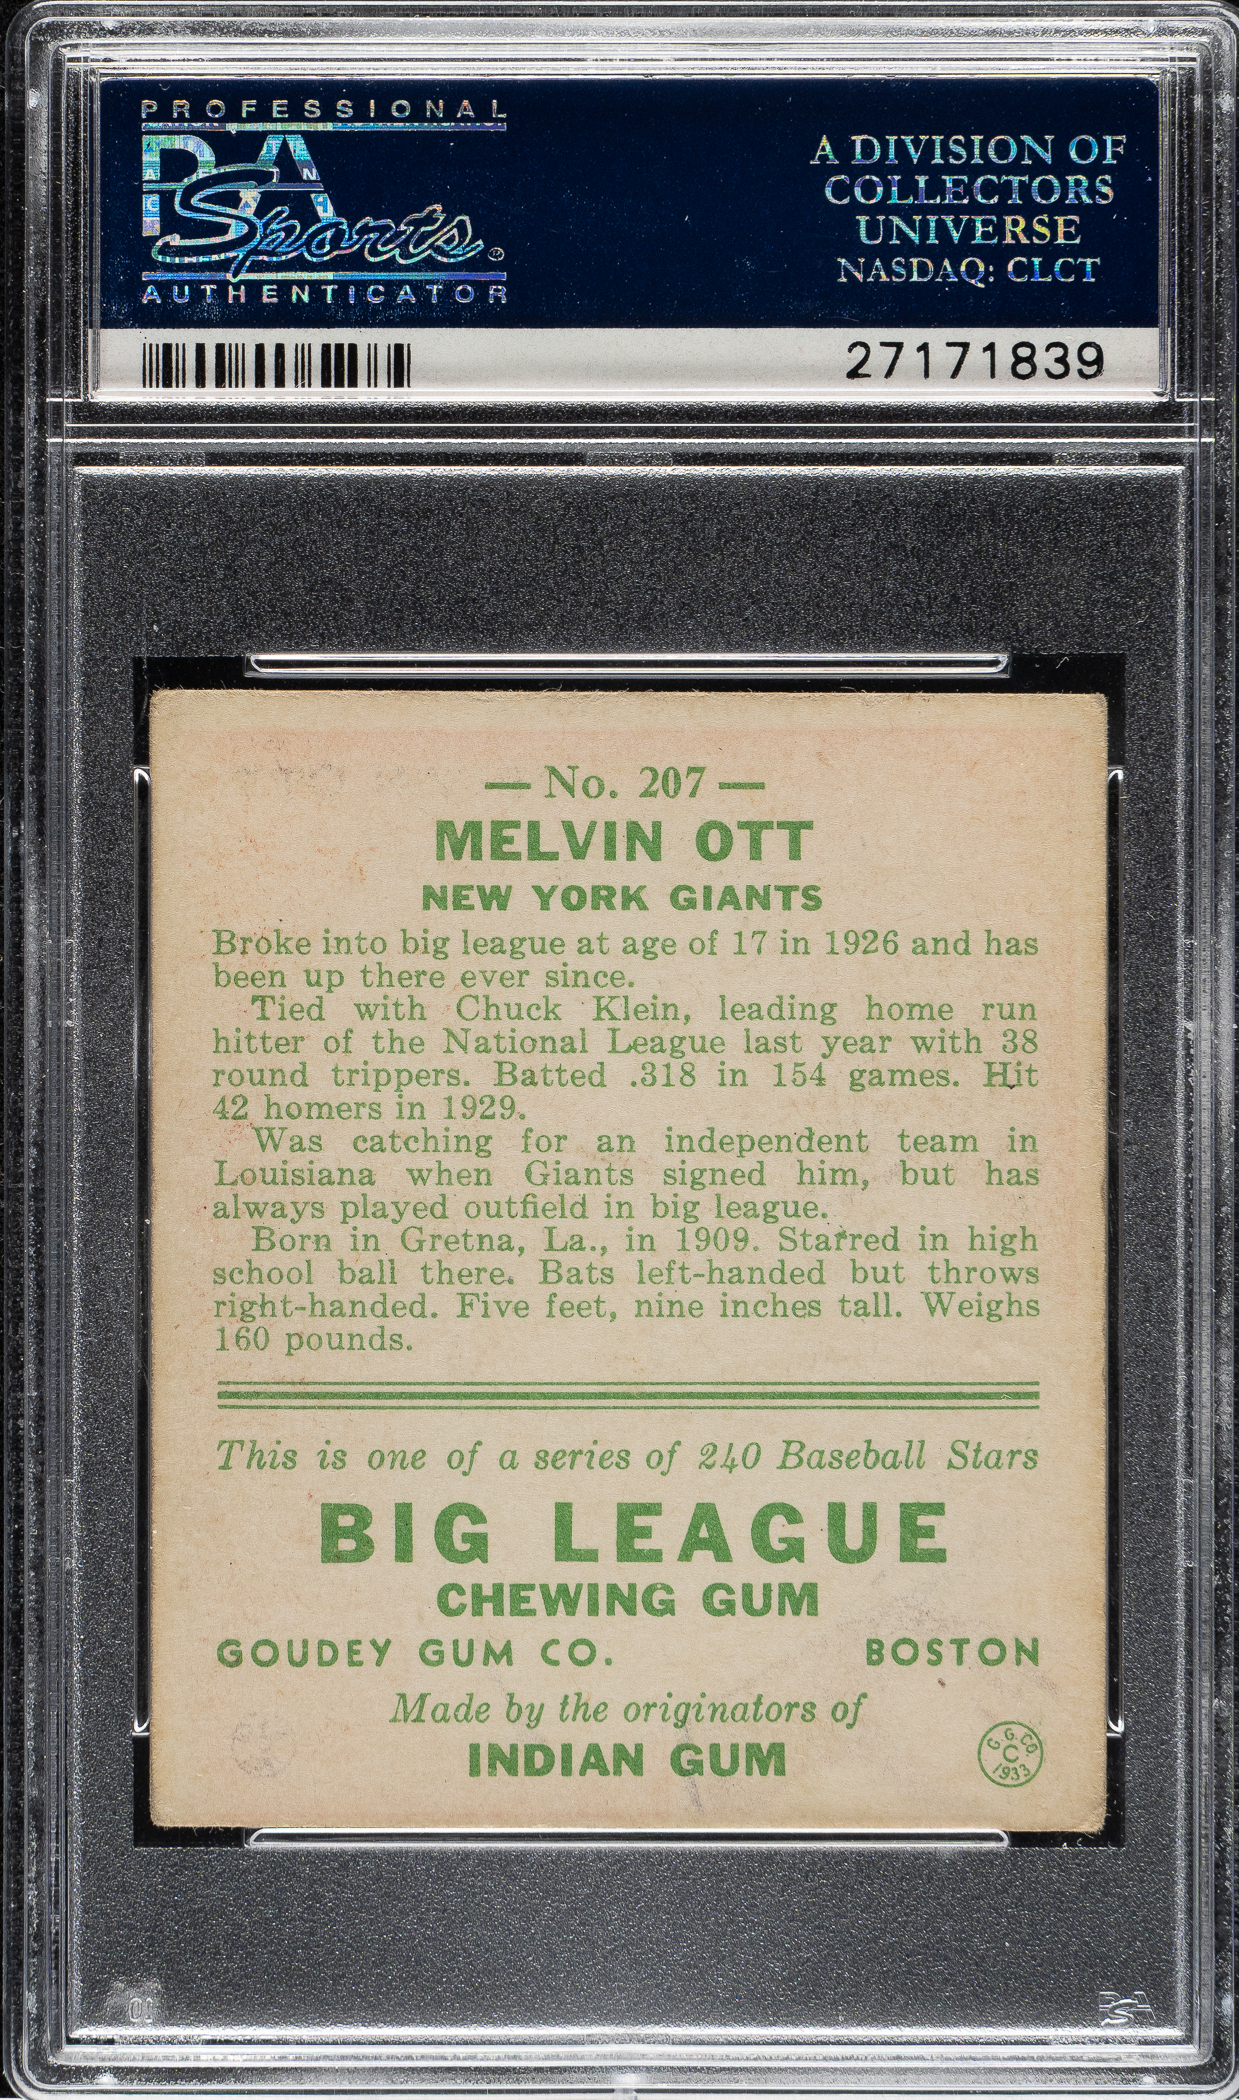 PROFESSIONAL
PSA
Sports®
AUTHENTICATOR
A DIVISION OF
COLLECTORS
UNIVERSE
NASDAQ: CLCT
27171839
— No. 207 —
MELVIN OTT
NEW YORK GIANTS
Broke into big league at age of 17 in 1926 and has
been up there ever since.
Tied with Chuck Klein, leading home run
hitter of the National League last year with 38
round trippers. Batted .318 in 154 games. Hit
42 homers in 1929.
Was catching for an independent team in
Louisiana when Giants signed him, but has
always played outfield in big league.
Born in Gretna, La., in 1909. Starred in high
school ball there. Bats left-handed but throws
right-handed. Five feet, nine inches tall. Weighs
160 pounds.
This is one of a series of 240 Baseball Stars
BIG LEAGUE
CHEWING GUM
GOUDEY GUM CO. BOSTON
Made by the originators of
INDIAN GUM
G. G. CO.
C
1933
01
PSA